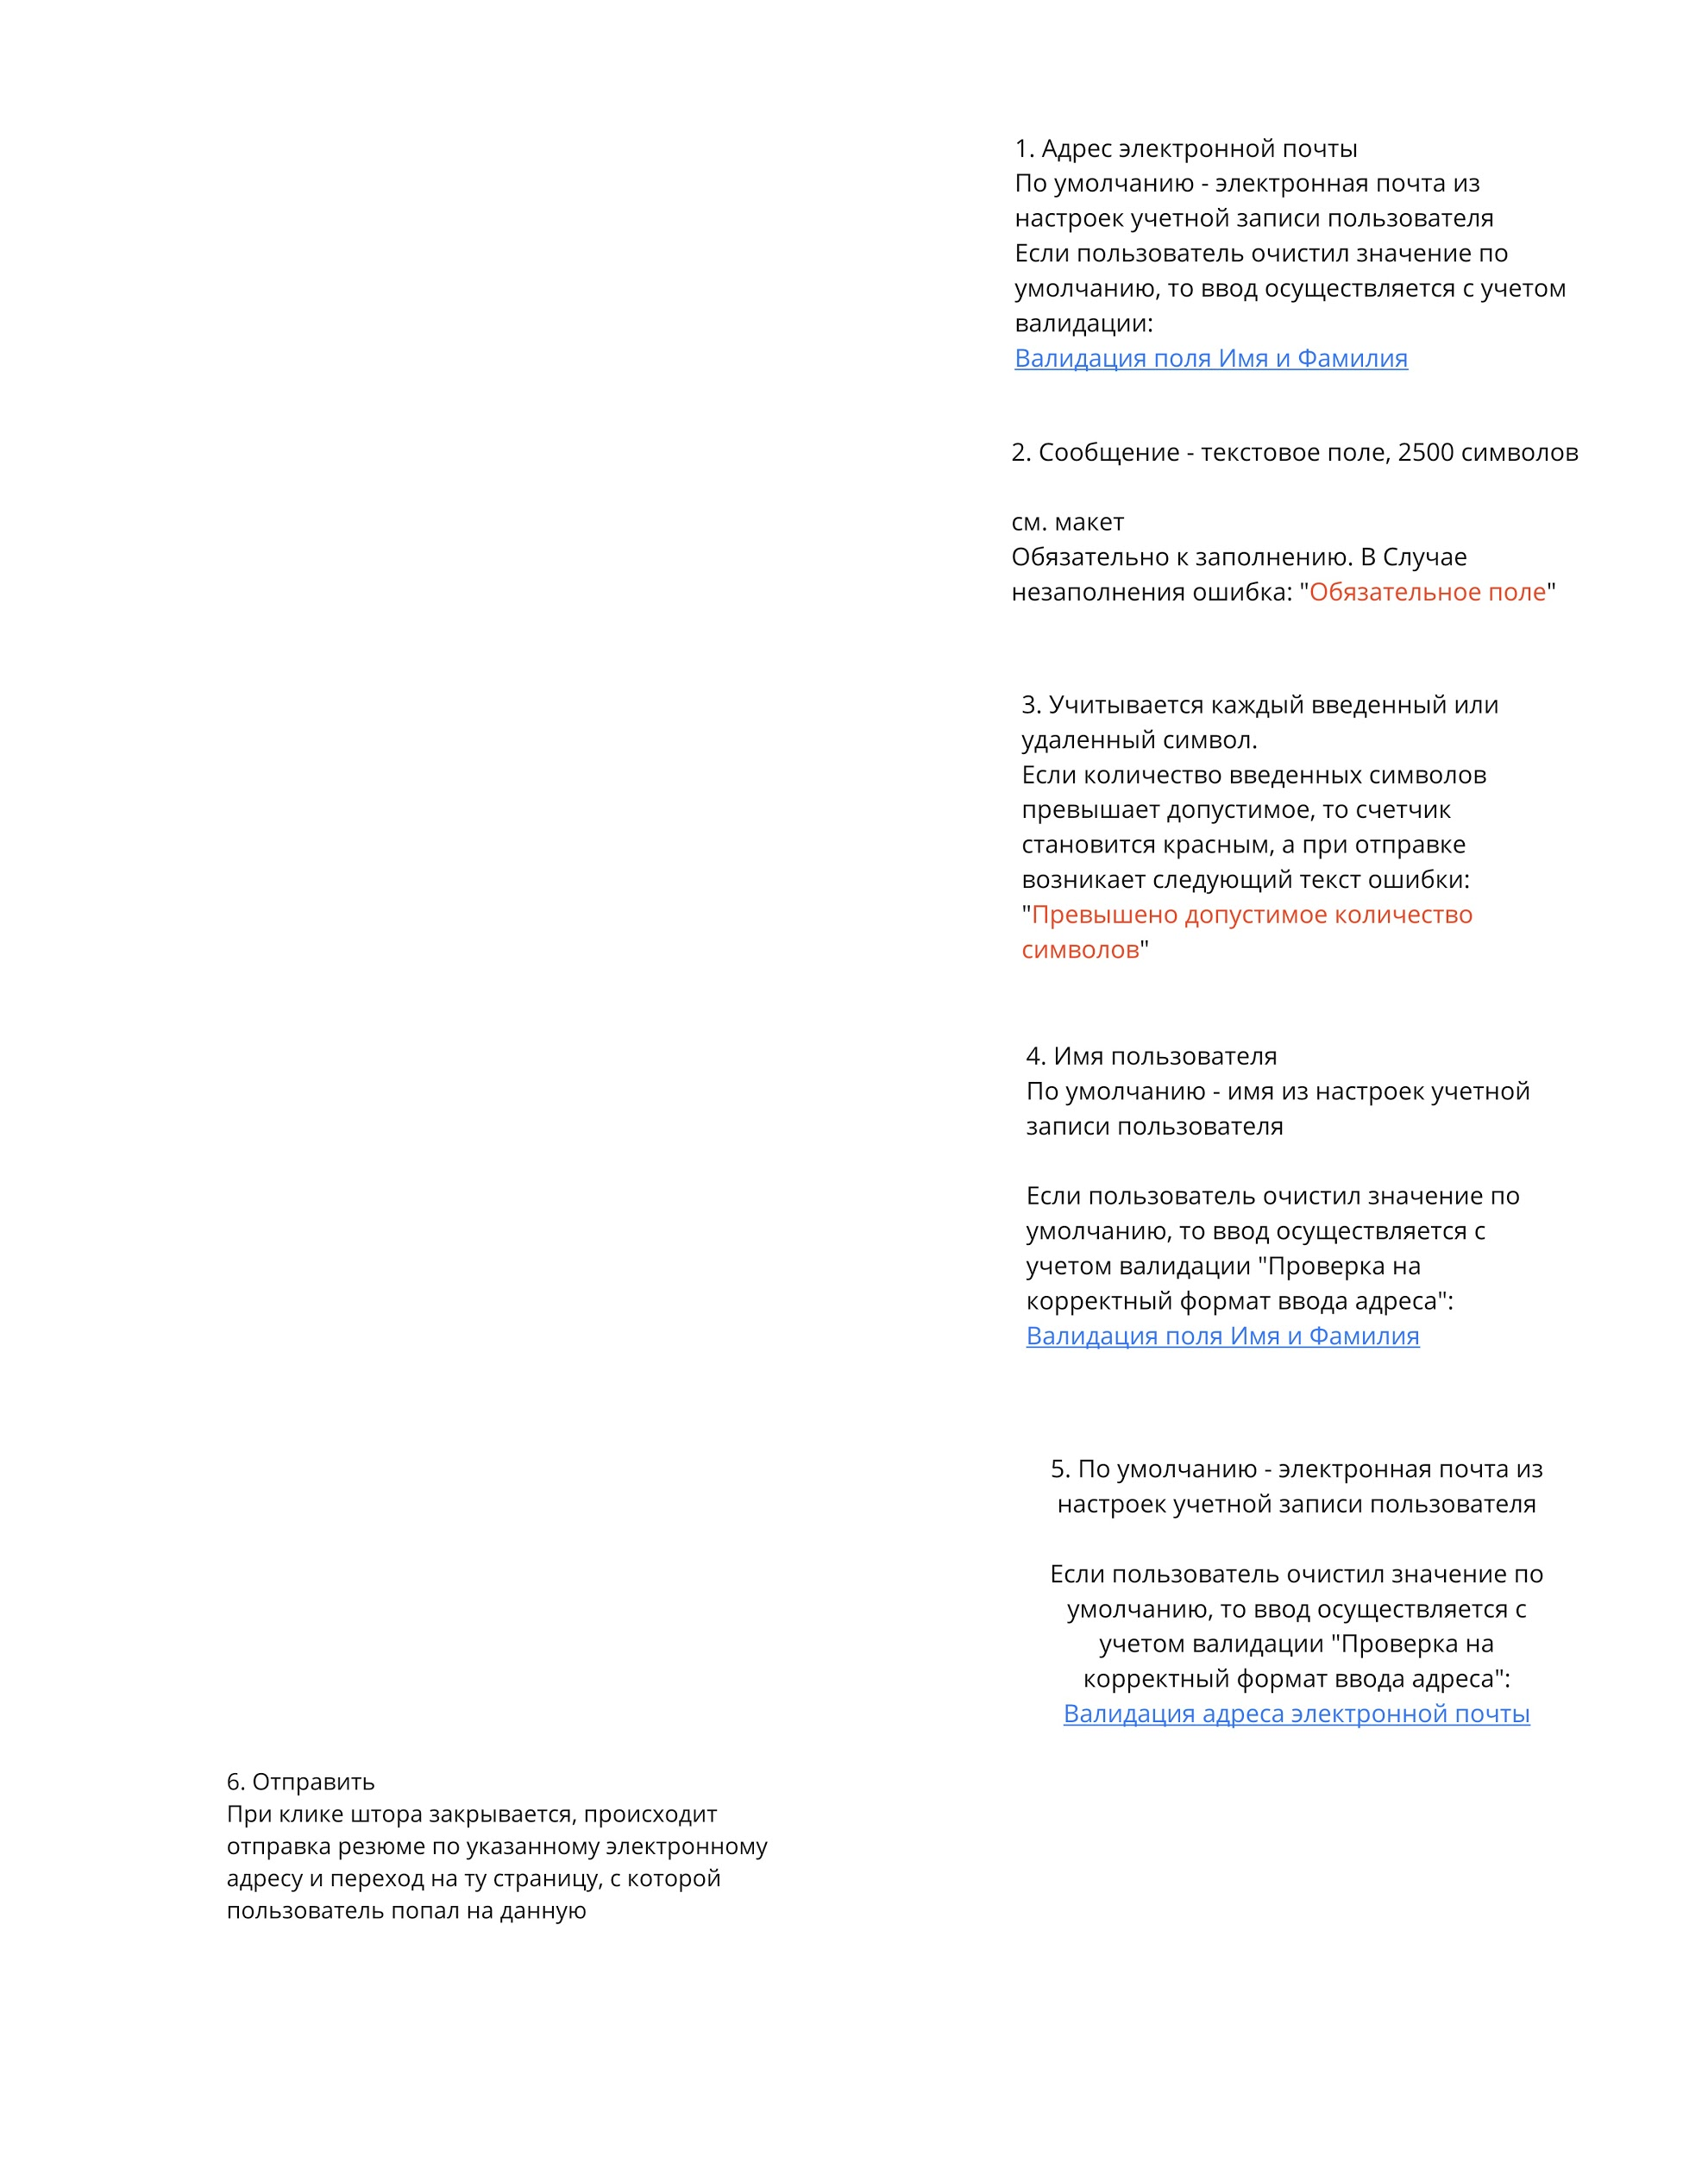 1. Адрес электронной почты
По умолчанию - электронная почта из
настроек учетной записи пользователя
Если пользователь очистил значение по
умолчанию, то ввод осуществляется с учетом
валидации:
Валидация поля Имя и Фамилия
2. Сообщение - текстовое поле, 2500 символов
см. макет
Обязательно к заполнению. В Случае
незаполнения ошибка: "Обязательное поле"
3. Учитывается каждый введенный или
удаленный символ.
Если количество введенных символов
превышает допустимое, то счетчик
становится красным, а при отправке
возникает следующий текст ошибки:
"Превышено допустимое количество
символов"
4. Имя пользователя
По умолчанию - имя из настроек учетной
записи пользователя
Если пользователь очистил значение по
умолчанию, то ввод осуществляется с
учетом валидации "Проверка на
корректный формат ввода адреса":
Валидация поля Имя и Фамилия
5. По умолчанию - электронная почта из
настроек учетной записи пользователя
Если пользователь очистил значение по
умолчанию, то ввод осуществляется с
учетом валидации "Проверка на
корректный формат ввода адреса":
Валидация адреса электронной почты
6. Отправить
При клике штора закрывается, происходит
отправка резюме по указанному электронному
адресу и переход на ту страницу, с которой
пользователь попал на данную